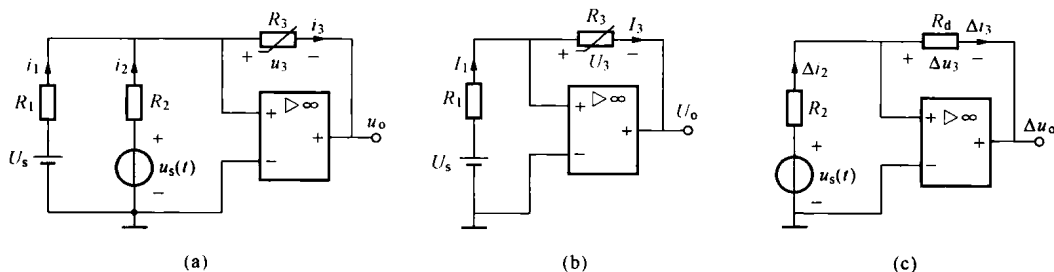 R₃ i₃
+ u₃ −
i₁ i₂
R₁ R₂
▷ ∞
+
+
−
uₒ
Uₛ
+
uₛ(t)
−
(a)
R₃ I₃
+ U₃ −
I₁
R₁
▷ ∞
+
+
−
Uₒ
Uₛ
(b)
R_d Δi₃
+ Δu₃ −
Δi₂
R₂
▷ ∞
+
+
−
Δuₒ
+
uₛ(t)
−
(c)